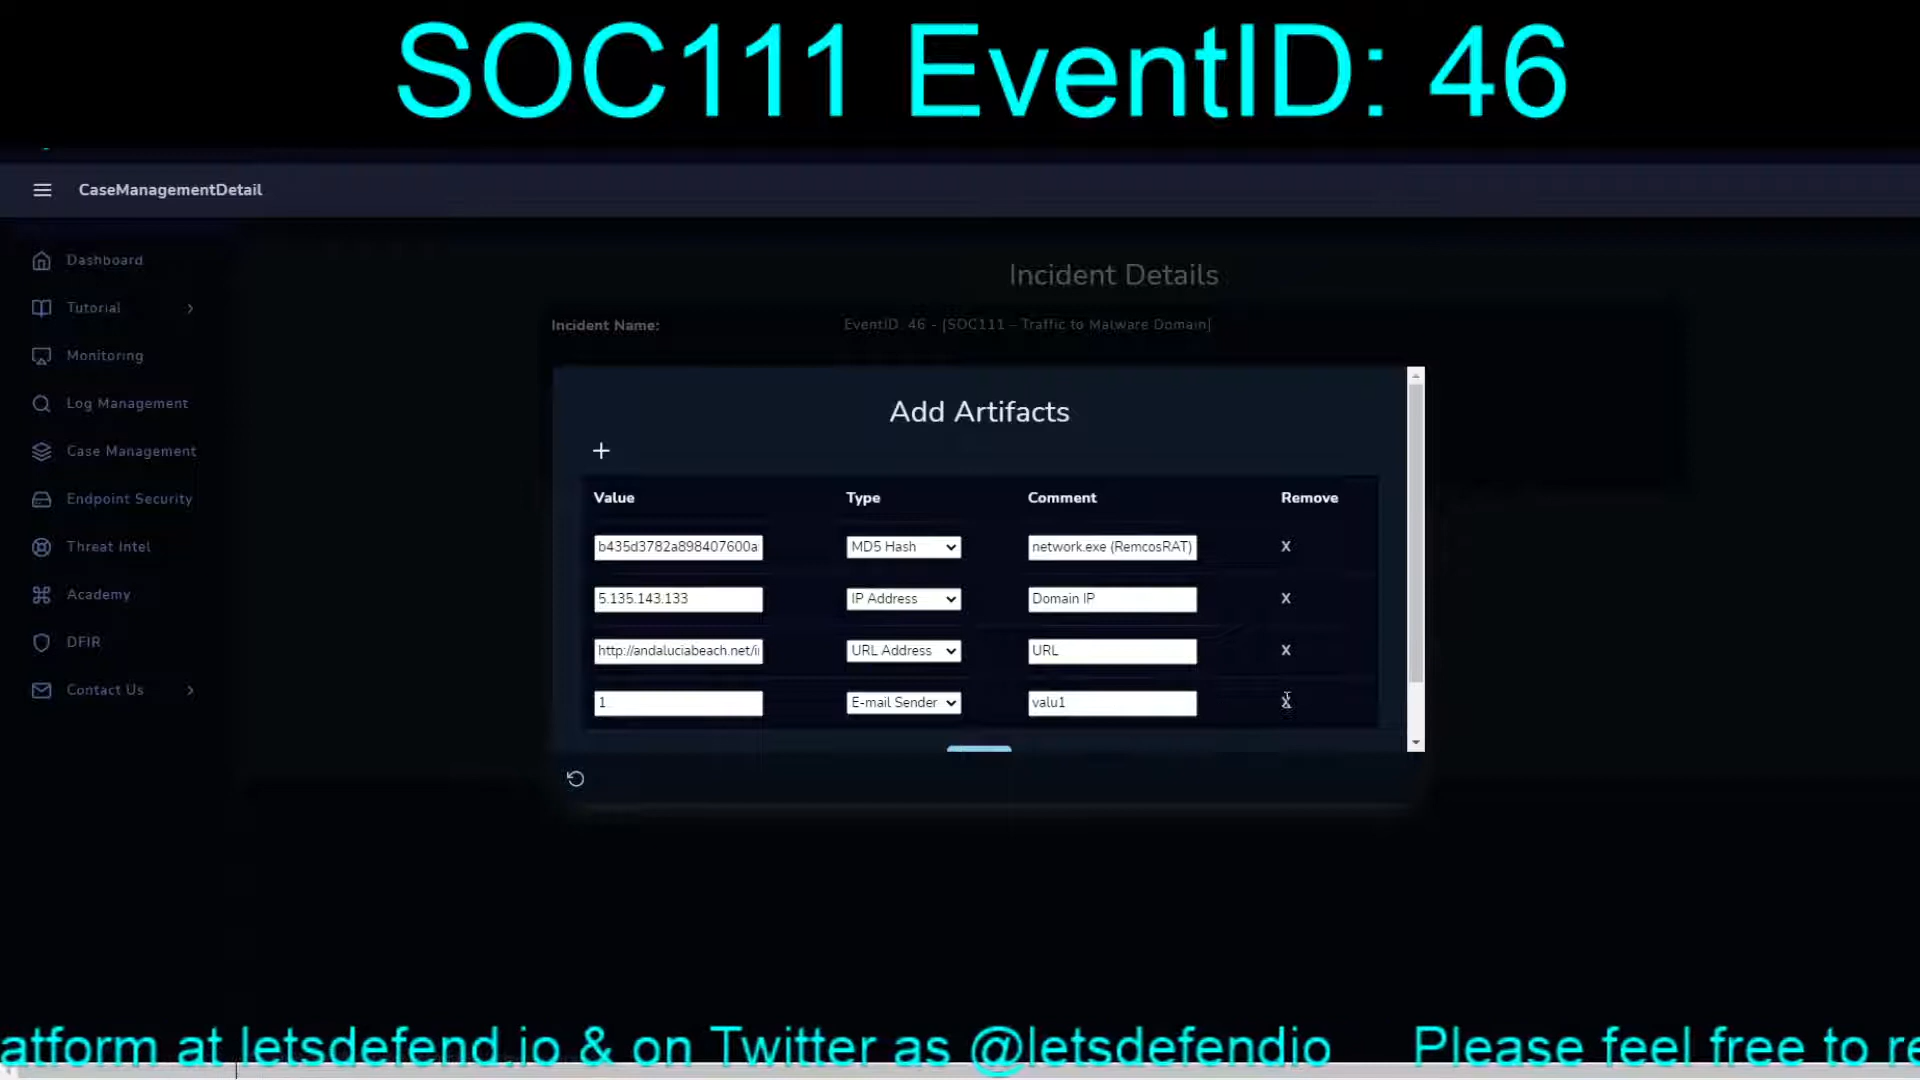 SOC111 EventID: 46
CaseManagementDetail
Dashboard
Tutorial
Monitoring
Log Management
Case Management
Endpoint Security
Threat Intel
Academy
DFIR
Contact Us
Incident Details
Incident Name: EventID: 46 - [SOC111 - Traffic to Malware Domain]
Add Artifacts
+
Value Type Comment Remove
b435d3782a898407600a MD5 Hash network.exe (RemcosRAT) X
5.135.143.133 IP Address Domain IP X
http://andaluciabeach.net/i URL Address URL X
1 E-mail Sender valu1 X
atform at letsdefend.io & on Twitter as @letsdefendio Please feel free to re